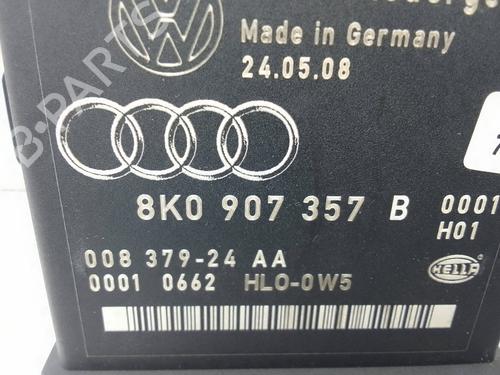 Made in Germany
24.05.08
8K0 907 357 B 0001
H01
008 379-24 AA
0001 0662 HLO-0W5
HELLA
B-PARTS